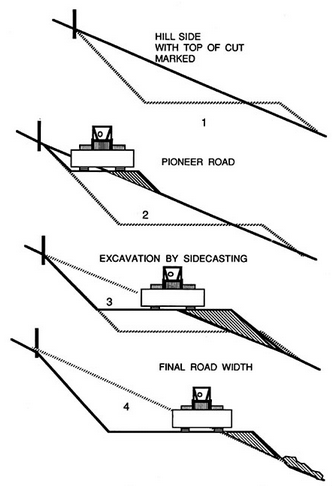 HILL SIDE
WITH TOP OF CUT
MARKED
1
PIONEER ROAD
2
EXCAVATION BY SIDECASTING
3
FINAL ROAD WIDTH
4